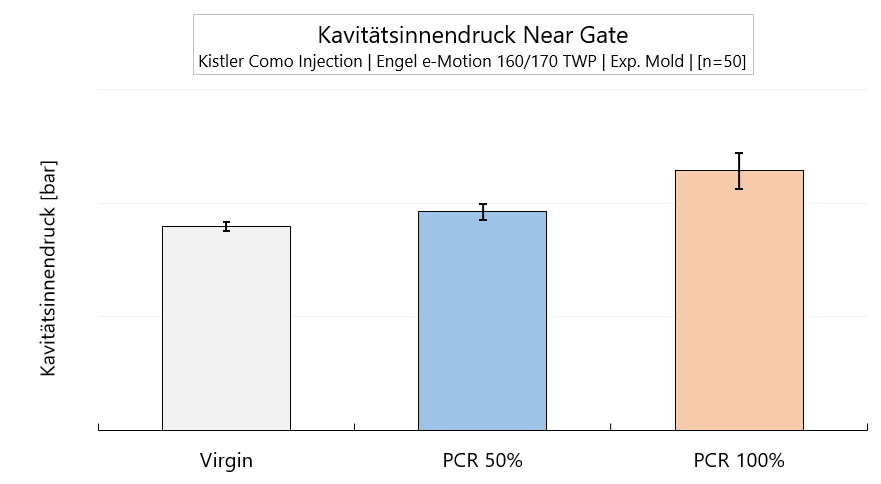 Kavitätsinnendruck Near Gate
Kistler Como Injection | Engel e-Motion 160/170 TWP | Exp. Mold | [n=50]
Kavitätsinnendruck [bar]
Virgin
PCR 50%
PCR 100%